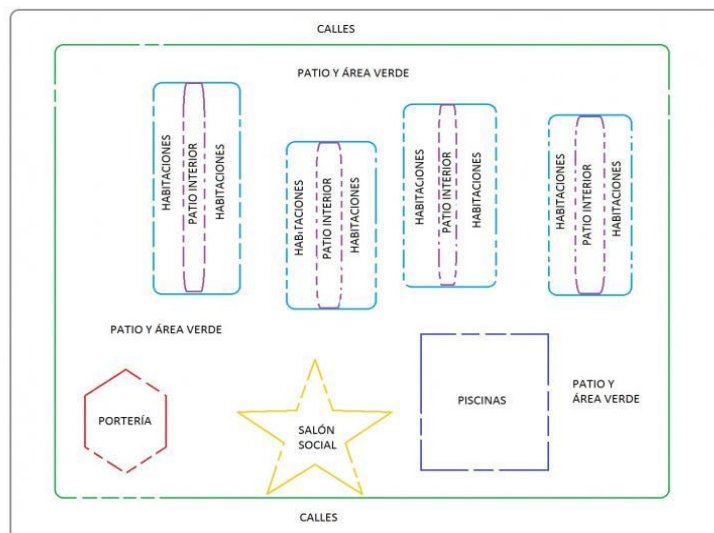 CALLES
PATIO Y ÁREA VERDE
HABITACIONES
PATIO INTERIOR
HABITACIONES
HABITACIONES
PATIO INTERIOR
HABITACIONES
HABITACIONES
PATIO INTERIOR
HABITACIONES
HABITACIONES
PATIO INTERIOR
HABITACIONES
PATIO Y ÁREA VERDE
PORTERÍA
SALÓN
SOCIAL
PISCINAS
PATIO Y
ÁREA VERDE
CALLES